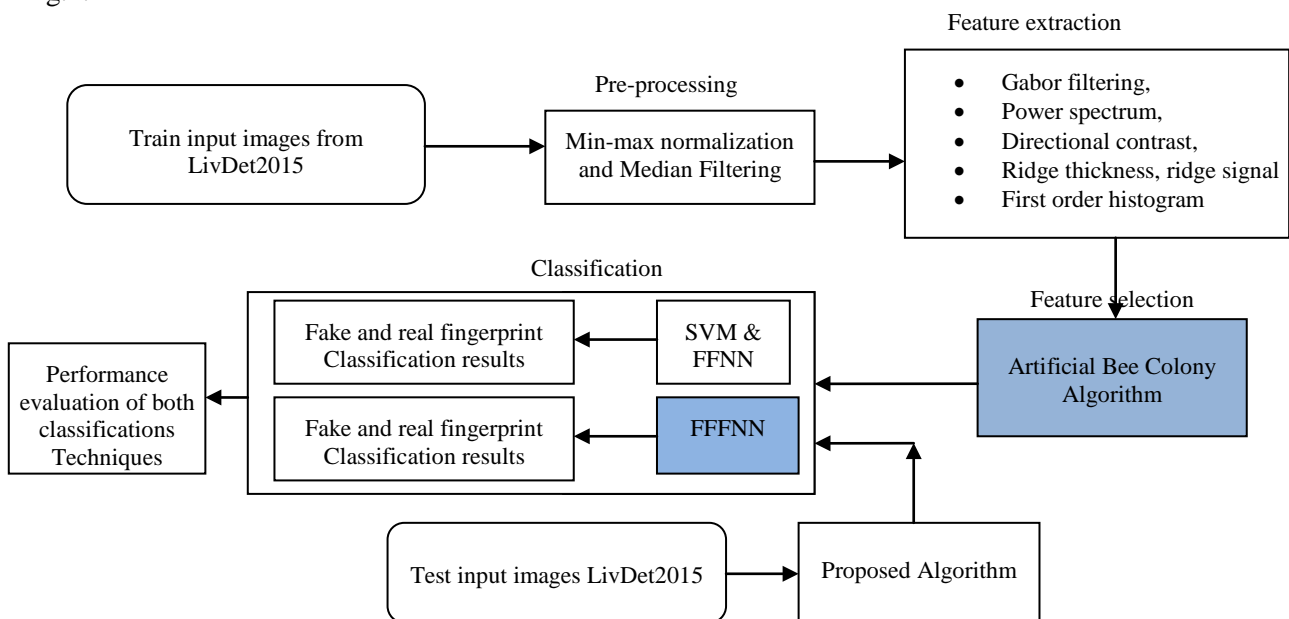 Feature extraction
Pre-processing
Train input images from
LivDet2015
Min-max normalization
and Median Filtering
• Gabor filtering,
• Power spectrum,
• Directional contrast,
• Ridge thickness, ridge signal
• First order histogram
Classification
Feature selection
Fake and real fingerprint
Classification results
SVM &
FFNN
Artificial Bee Colony
Algorithm
Performance
evaluation of both
classifications
Techniques
Fake and real fingerprint
Classification results
FFFNN
Test input images LivDet2015
Proposed Algorithm